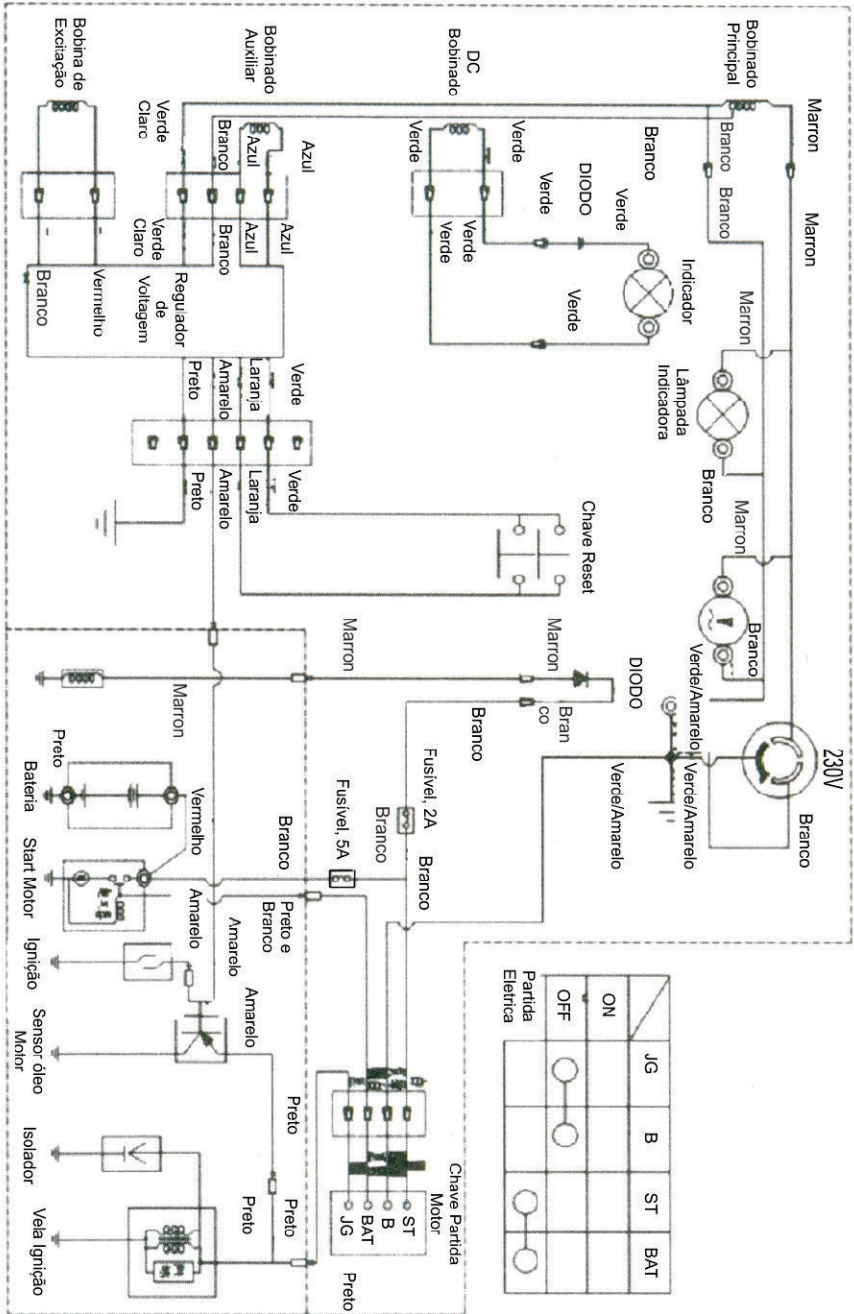 JG
B
ST
BAT
ON
OFF
Partida
Eletrica
230V
Branco
Verde/Amarelo
Verde/Amarelo
Verde/Amarelo
Marron
Marron
Bobinado
Principal
Branco
Branco
Marron
Lâmpada
Indicadora
Branco
Marron
Branco
DC
Bobinado
Verde
Verde
Branco
Verde
DIODO
Verde
Indicador
Verde
Verde
Verde
Bobinado
Auxiliar
Azul
Azul
Branco
Verde
Claro
Azul
Azul
Branco
Verde
Claro
Bobina de
Excitação
Vermelho
Branco
Regulador
de
Voltagem
Verde
Laranja
Amarelo
Preto
Verde
Laranja
Amarelo
Preto
Chave Reset
DIODO
Marron
Bran
co
Marron
Branco
Marron
Fusível, 2A
Branco
Branco
Fusível, 5A
Branco
Preto e
Branco
Chave Partida
Motor
ST
B
BAT
JG
Preto
Preto
Preto
Preto
Amarelo
Amarelo
Amarelo
Vermelho
Preto
Bateria
Start Motor
Ignição
Sensor óleo
Motor
Isolador
Vela Ignição